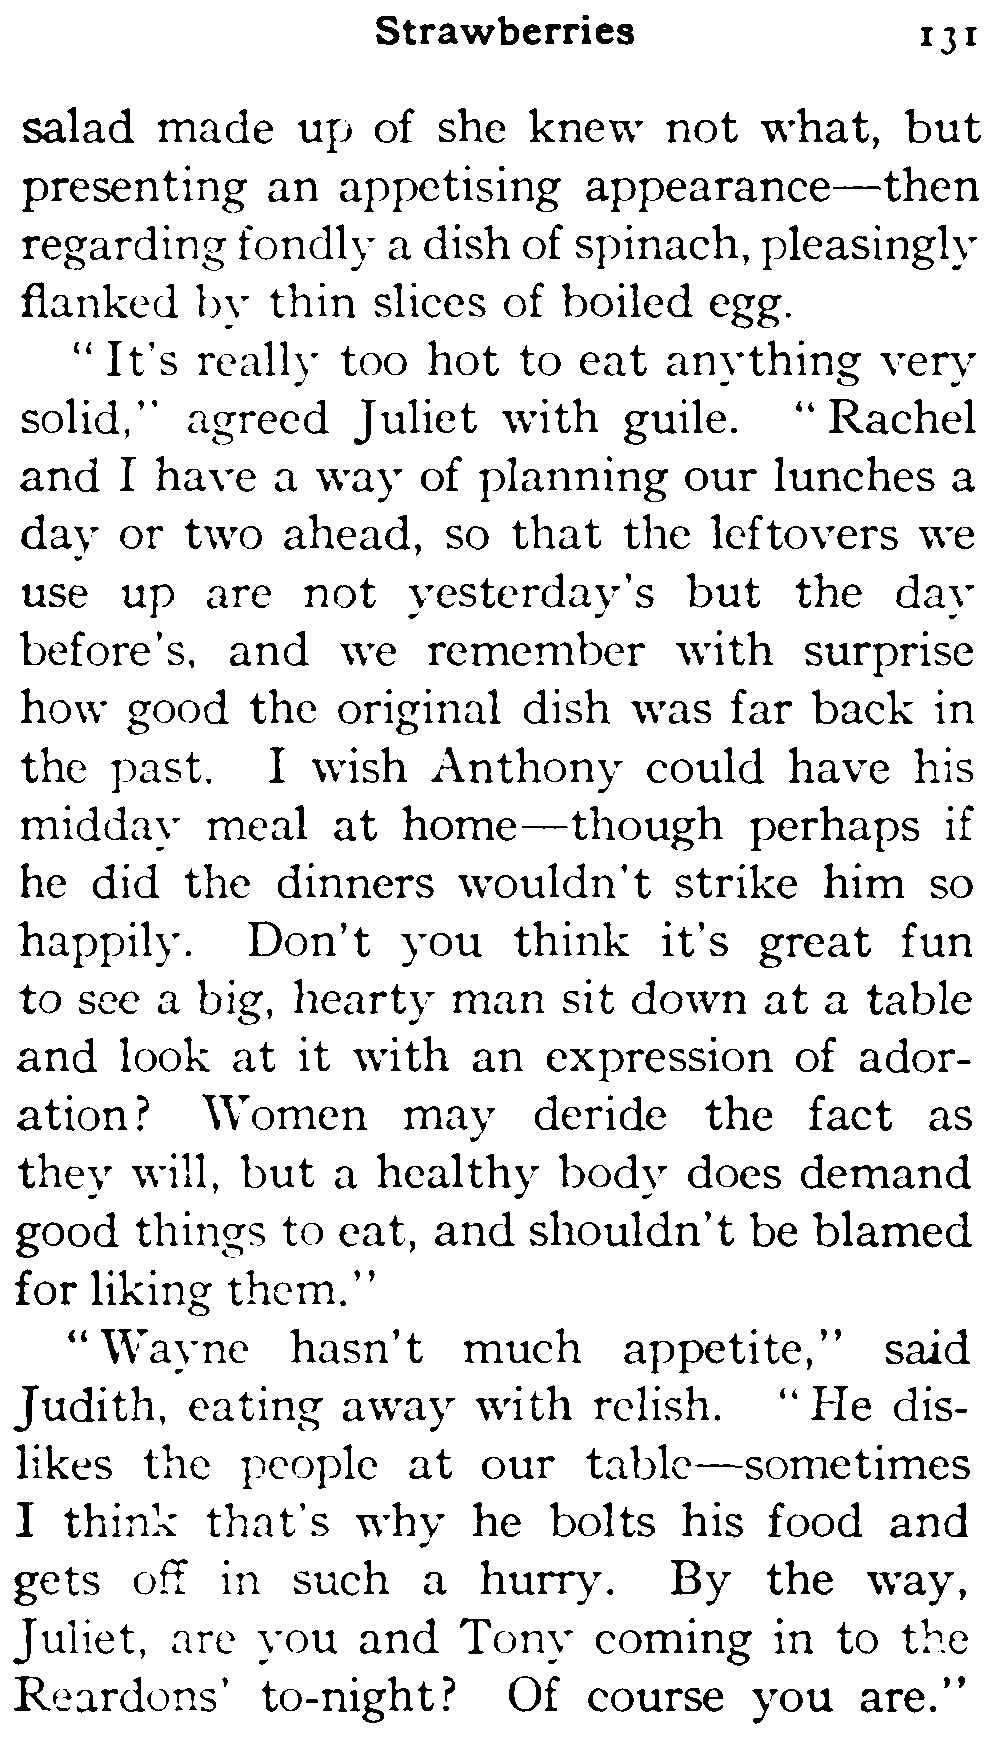 Strawberries 131
salad made up of she knew not what, but
presenting an appetising appearance—then
regarding fondly a dish of spinach, pleasingly
flanked by thin slices of boiled egg.
"It's really too hot to eat anything very
solid," agreed Juliet with guile. "Rachel
and I have a way of planning our lunches a
day or two ahead, so that the leftovers we
use up are not yesterday's but the day
before's, and we remember with surprise
how good the original dish was far back in
the past. I wish Anthony could have his
midday meal at home—though perhaps if
he did the dinners wouldn't strike him so
happily. Don't you think it's great fun
to see a big, hearty man sit down at a table
and look at it with an expression of ador-
ation? Women may deride the fact as
they will, but a healthy body does demand
good things to eat, and shouldn't be blamed
for liking them."
"Wayne hasn't much appetite," said
Judith, eating away with relish. "He dis-
likes the people at our table—sometimes
I think that's why he bolts his food and
gets off in such a hurry. By the way,
Juliet, are you and Tony coming in to the
Reardons' to-night? Of course you are."